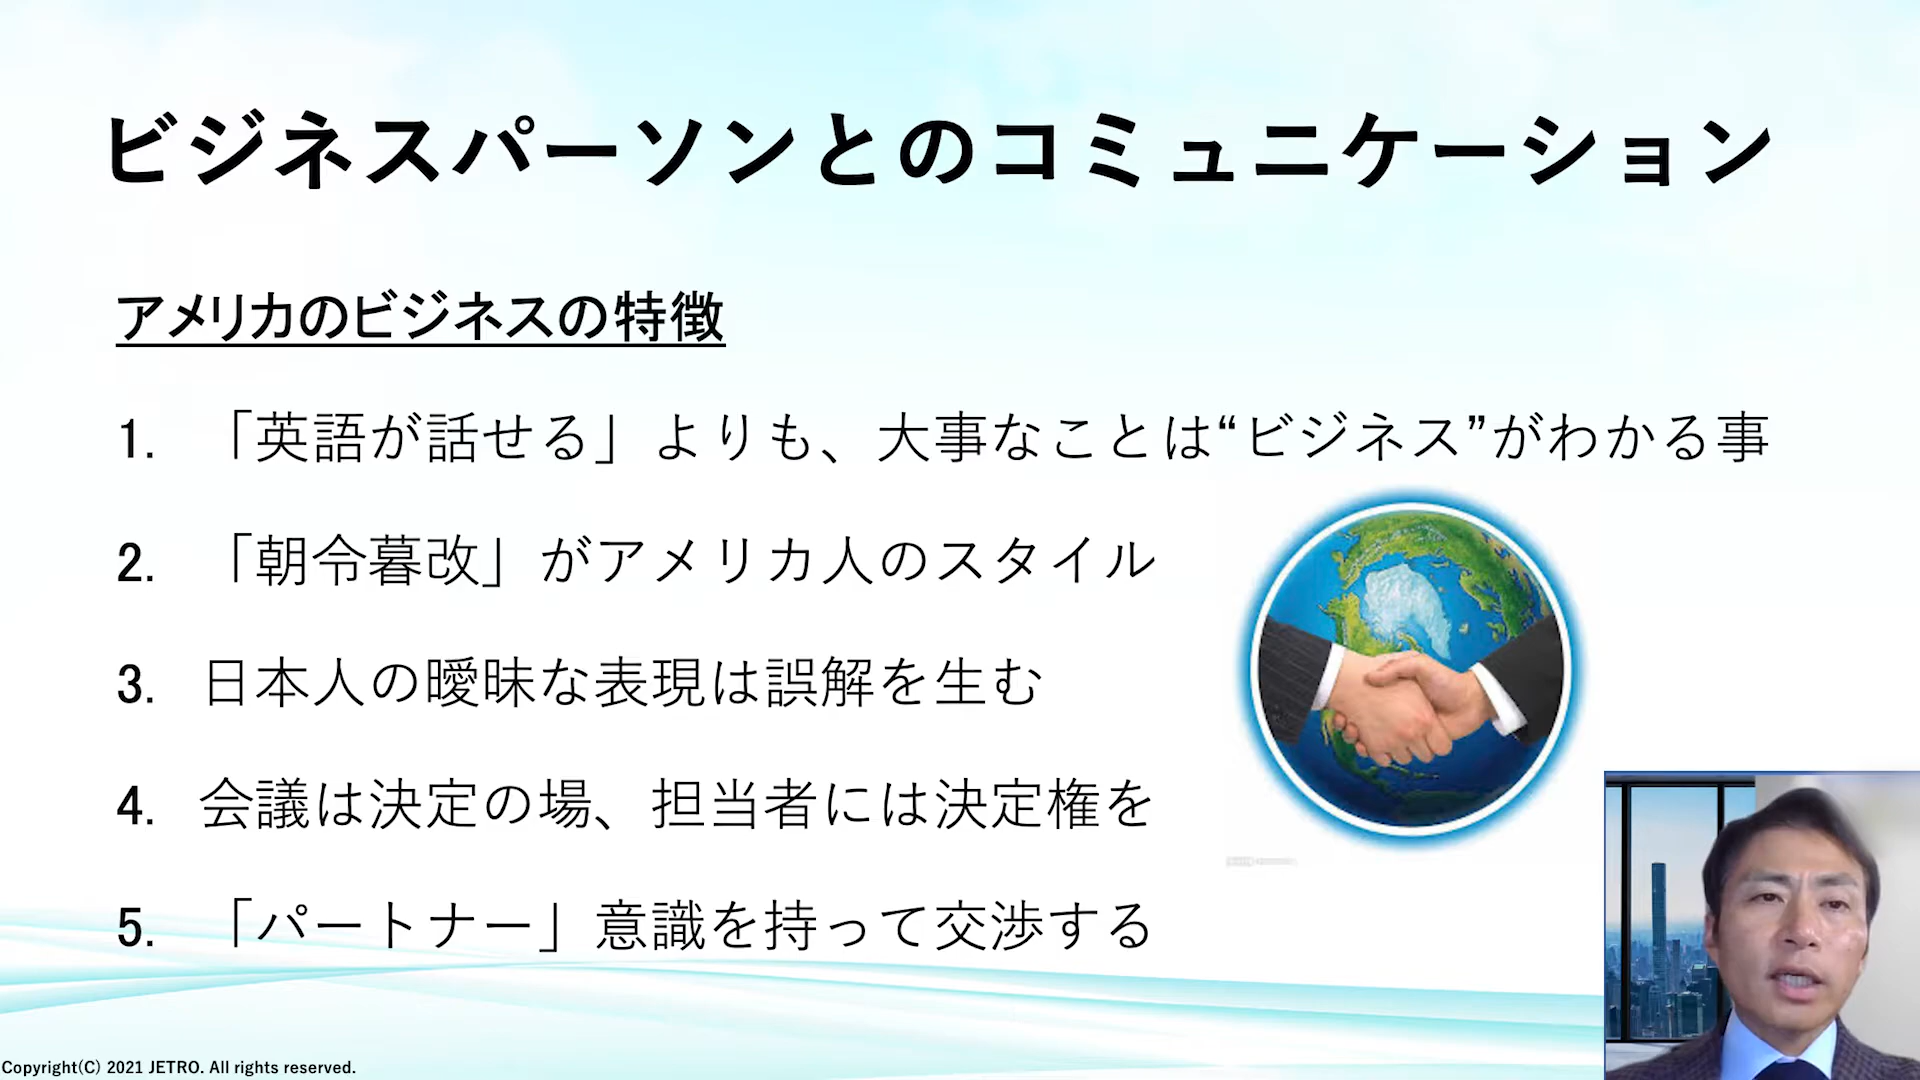 ビジネスパーソンとのコミュニケーション
アメリカのビジネスの特徴
1. 「英語が話せる」よりも、大事なことは“ビジネス”がわかる事
2. 「朝令暮改」がアメリカ人のスタイル
3. 日本人の曖昧な表現は誤解を生む
4. 会議は決定の場、担当者には決定権を
5. 「パートナー」意識を持って交渉する
Copyright(C) 2021 JETRO. All rights reserved.